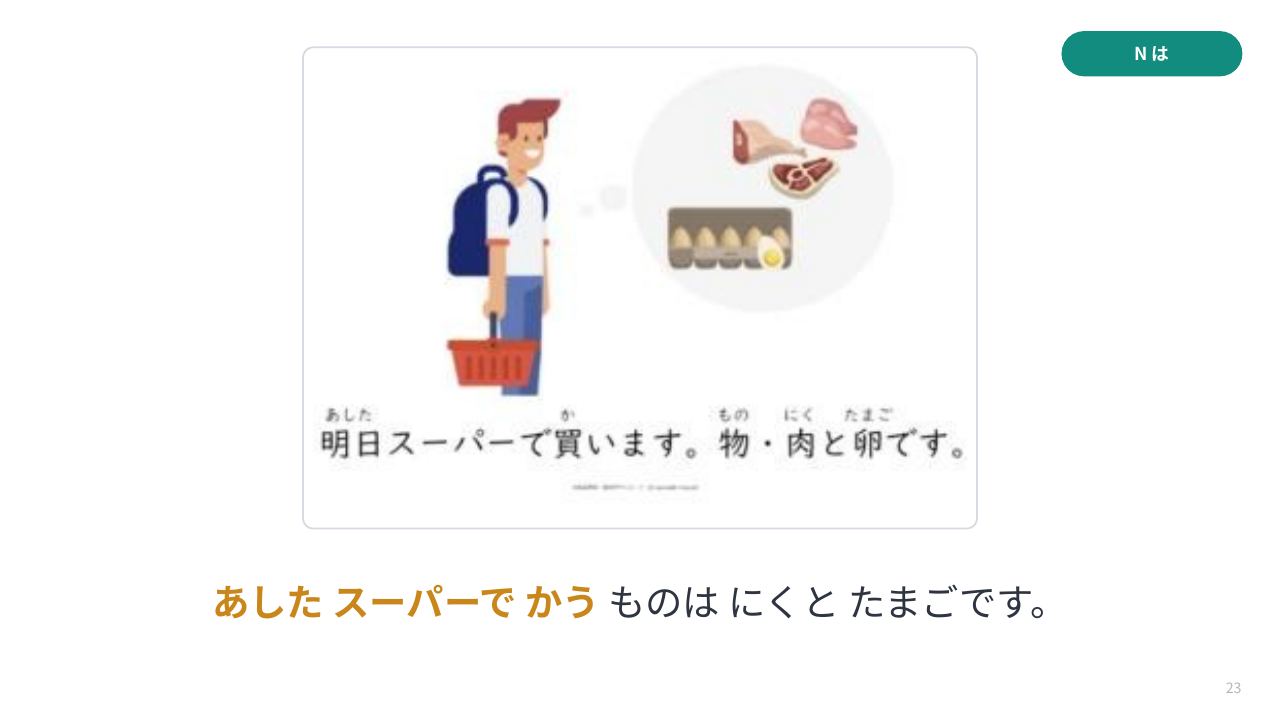 N は
あした か もの にく たまご
明日スーパーで買います。物・肉と卵です。
あした スーパーで かう ものは にくと たまごです。
23